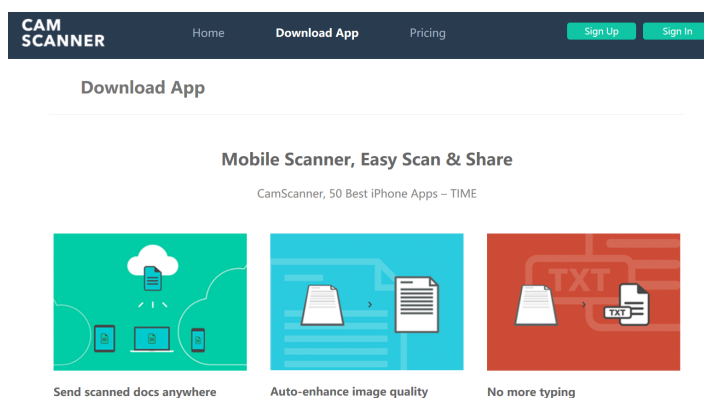 CAM
SCANNER
Home
Download App
Pricing
Sign Up
Sign In
Download App
Mobile Scanner, Easy Scan & Share
CamScanner, 50 Best iPhone Apps – TIME
TXT
TXT
Send scanned docs anywhere
Auto-enhance image quality
No more typing